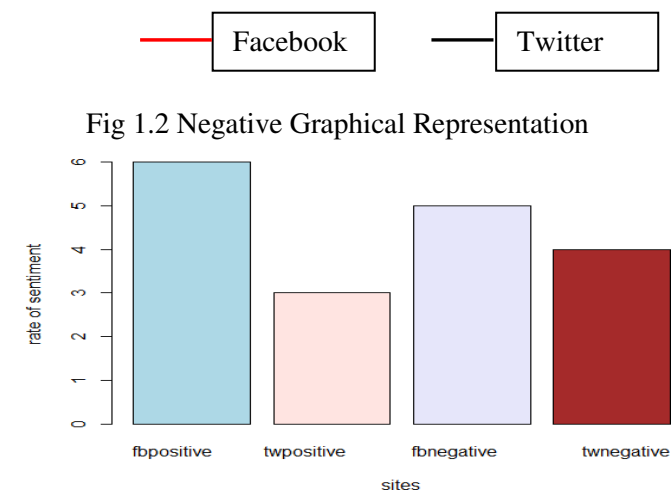 Facebook Twitter
Fig 1.2 Negative Graphical Representation
6
5
4
3
2
1
0
rate of sentiment
fbpositive twpositive fbnegative twnegative
sites